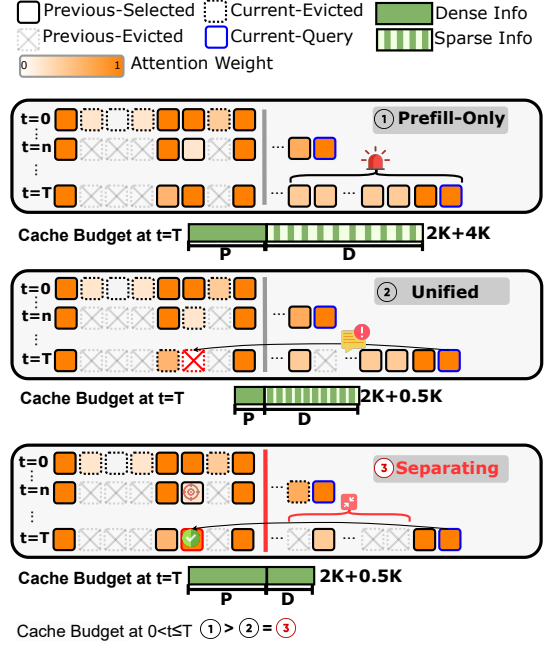 Previous-Selected Current-Evicted Dense Info
Previous-Evicted Current-Query Sparse Info
0 1 Attention Weight
t=0 1 Prefill-Only
t=n ...
t=T ...
Cache Budget at t=T 2K+4K
P D
t=0 2 Unified
t=n ...
!
t=T ... ...
Cache Budget at t=T 2K+0.5K
P D
t=0 3 Separating
t=n ...
t=T ... ...
Cache Budget at t=T 2K+0.5K
P D
Cache Budget at 0<t≤T 1 > 2 = 3